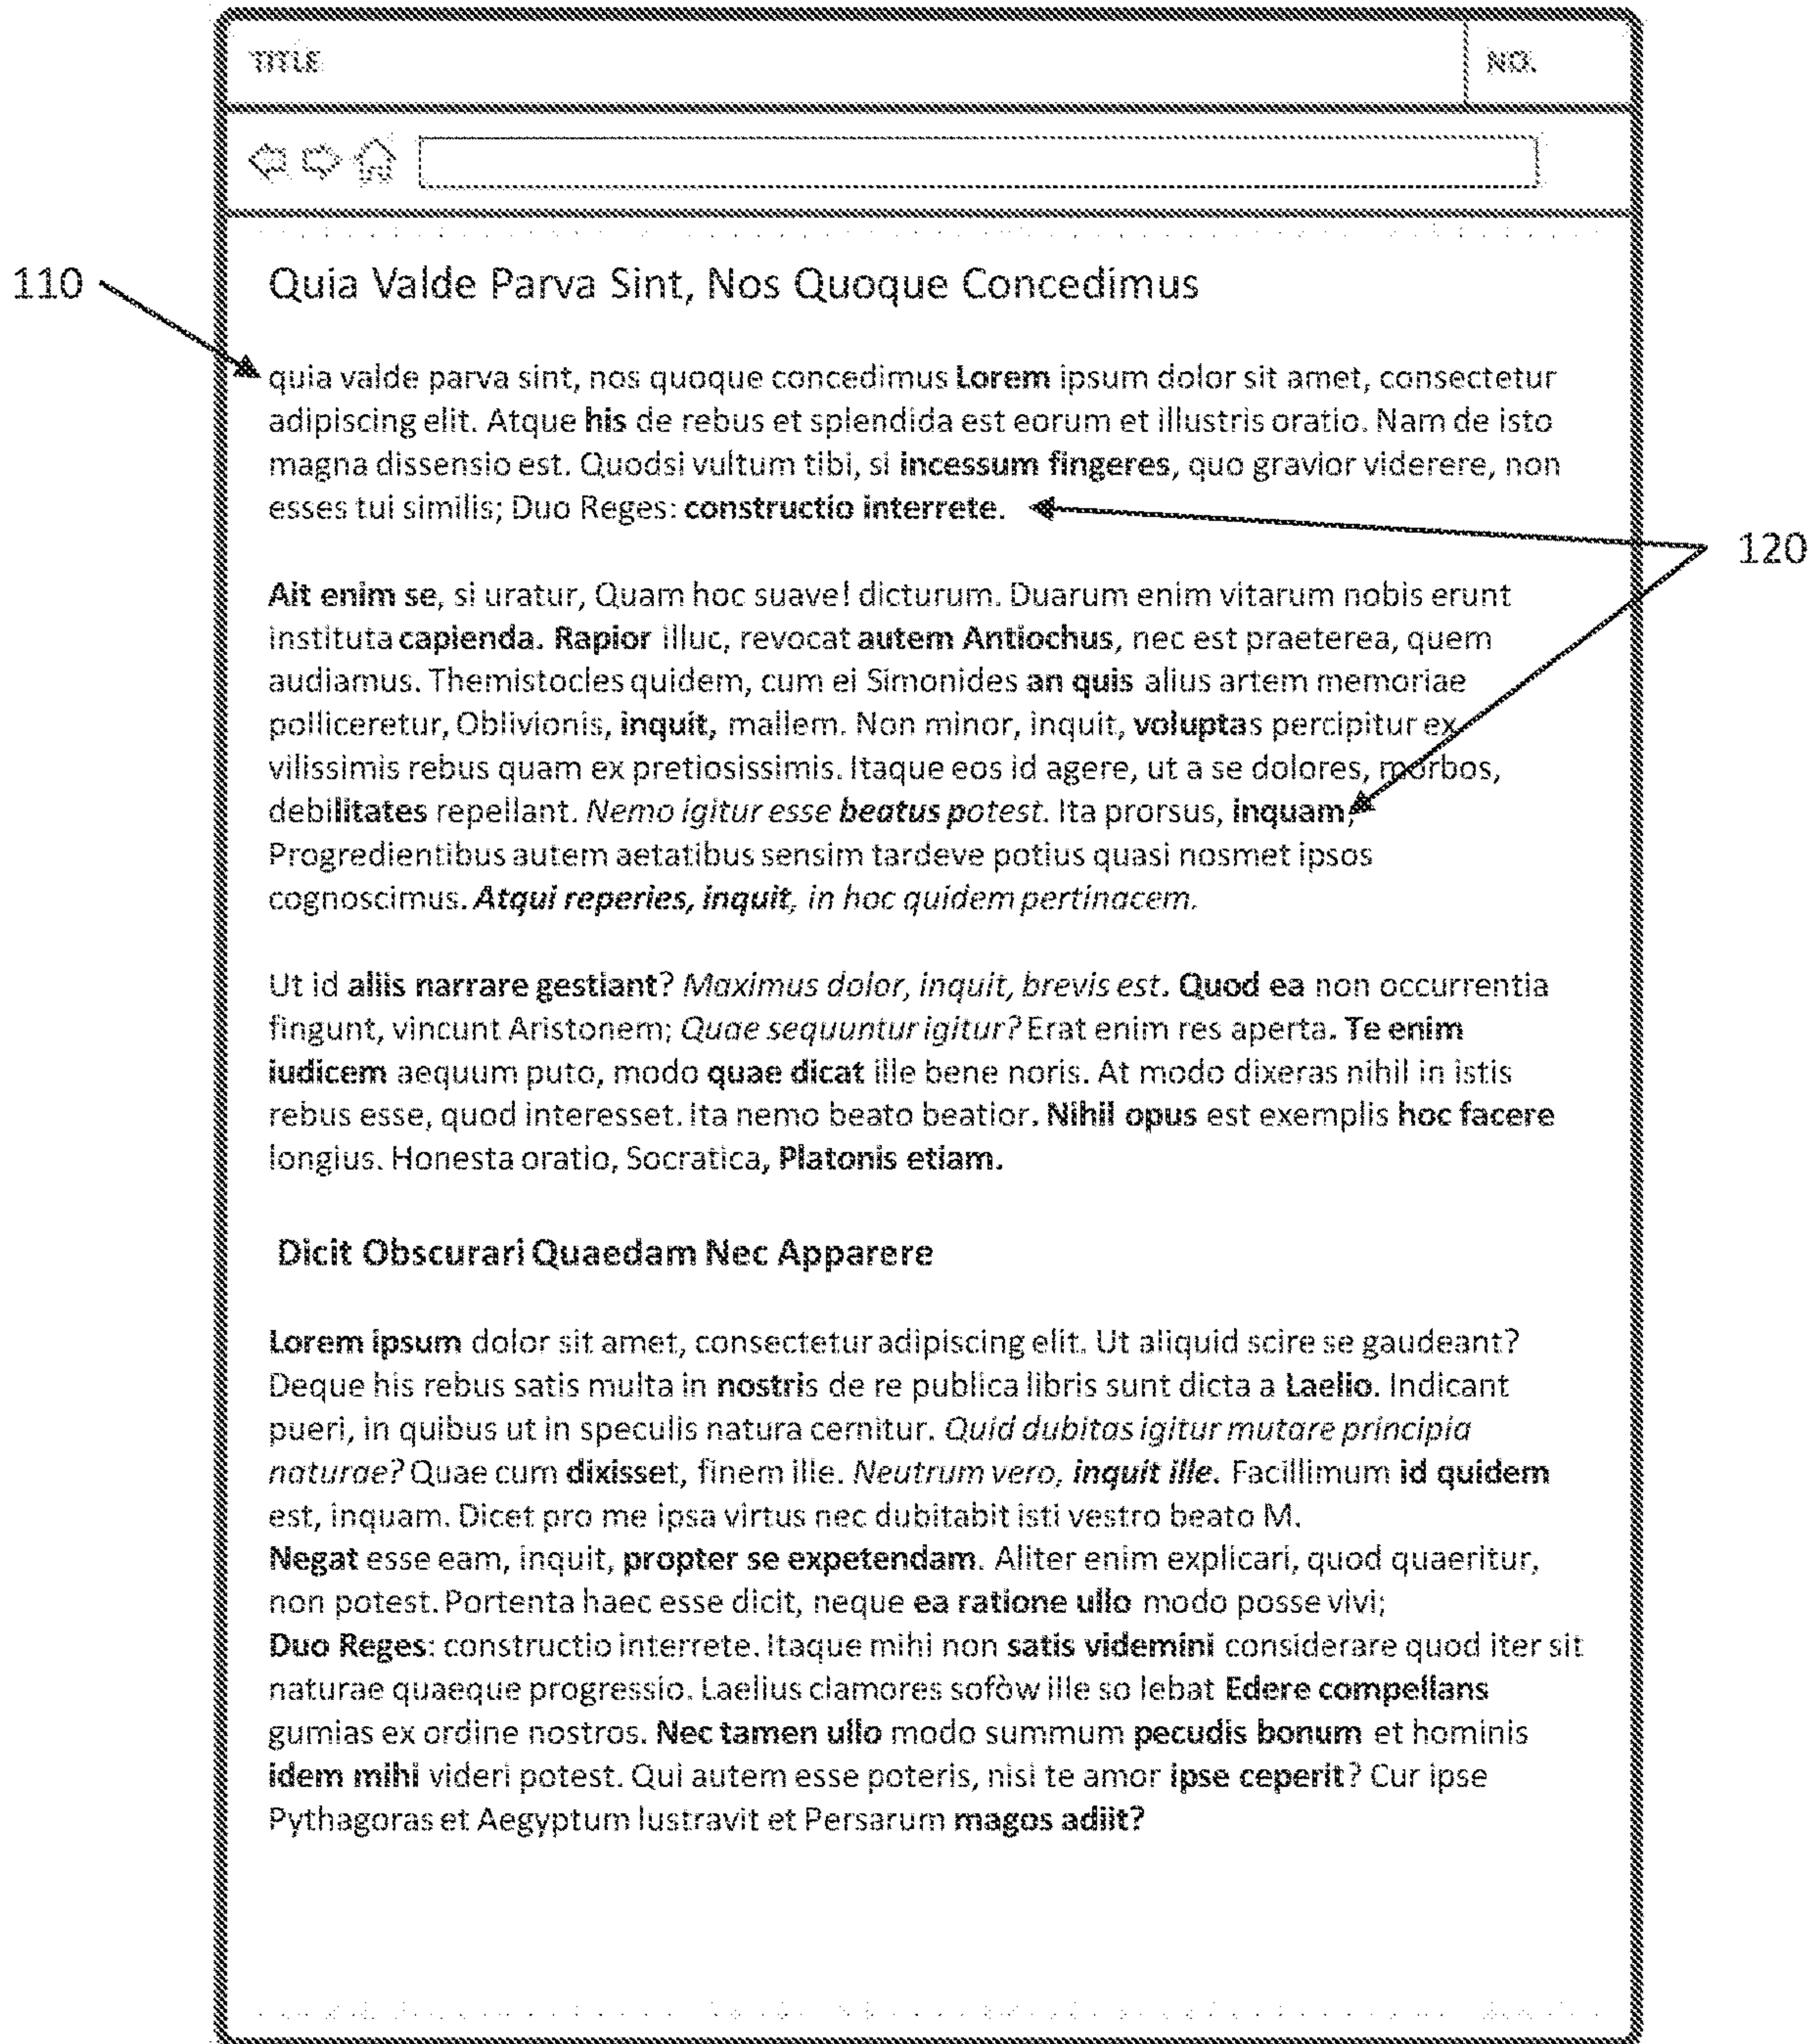 TITLE NO.
110 Quia Valde Parva Sint, Nos Quoque Concedimus
quia valde parva sint, nos quoque concedimus Lorem ipsum dolor sit amet, consectetur
adipiscing elit. Atque his de rebus et splendida est eorum et illustris oratio. Nam de isto
magna dissensio est. Quodsi vultum tibi, si incessum fingeres, quo gravior viderere, non
esses tui similis; Duo Reges: constructio interrete.
120
Ait enim se, si uratur, Quam hoc suave! dicturum. Duarum enim vitarum nobis erunt
instituta capienda. Rapior illuc, revocat autem Antiochus, nec est praeterea, quem
audiamus. Themistocles quidem, cum ei Simonides an quis alius artem memoriae
polliceretur, Oblivionis, inquit, mallem. Non minor, inquit, voluptas percipitur ex
vilissimis rebus quam ex pretiosissimis. Itaque eos id agere, ut a se dolores, morbos,
debilitates repellant. Nemo igitur esse beatus potest. Ita prorsus, inquam;
Progredientibus autem aetatibus sensim tardeve potius quasi nosmet ipsos
cognoscimus. Atqui reperies, inquit, in hoc quidem pertinacem.
Ut id aliis narrare gestiant? Maximus dolor, inquit, brevis est. Quod ea non occurrentia
fingunt, vincunt Aristonem; Quae sequuntur igitur? Erat enim res aperta. Te enim
iudicem aequum puto, modo quae dicat ille bene noris. At modo dixeras nihil in istis
rebus esse, quod interesset. Ita nemo beato beatior. Nihil opus est exemplis hoc facere
longius. Honesta oratio, Socratica, Platonis etiam.
Dicit Obscurari Quaedam Nec Apparere
Lorem ipsum dolor sit amet, consectetur adipiscing elit. Ut aliquid scire se gaudeant?
Deque his rebus satis multa in nostris de re publica libris sunt dicta a Laelio. Indicant
pueri, in quibus ut in speculis natura cernitur. Quid dubitas igitur mutare principia
naturae? Quae cum dixisset, finem ille. Neutrum vero, inquit ille. Facillimum id quidem
est, inquam. Dicet pro me ipsa virtus nec dubitabit isti vestro beato M.
Negat esse eam, inquit, propter se expetendam. Aliter enim explicari, quod quaeritur,
non potest. Portenta haec esse dicit, neque ea ratione ullo modo posse vivi;
Duo Reges: constructio interrete. Itaque mihi non satis videmini considerare quod iter sit
naturae quaeque progressio. Laelius clamores sofòw ille so lebat Edere compellans
gumias ex ordine nostros. Nec tamen ullo modo summum pecudis bonum et hominis
idem mihi videri potest. Qui autem esse poteris, nisi te amor ipse ceperit? Cur ipse
Pythagoras et Aegyptum lustravit et Persarum magos adiit?